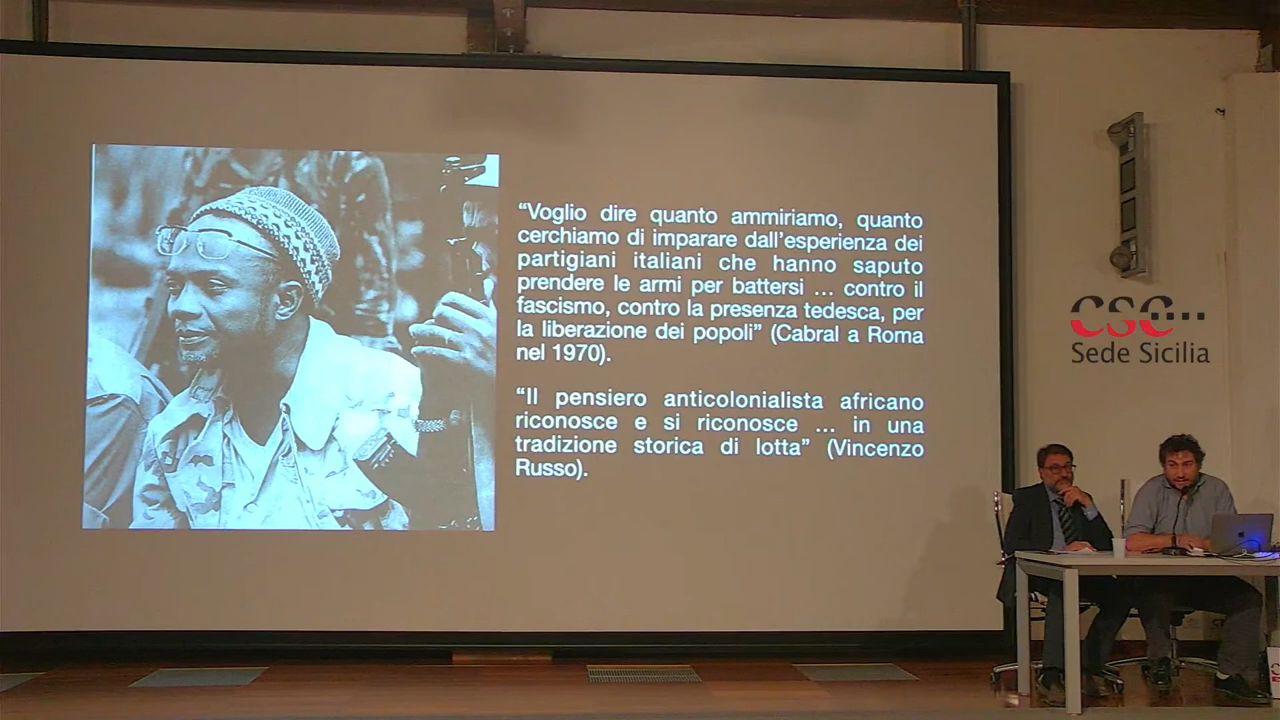 “Voglio dire quanto ammiriamo, quanto
cerchiamo di imparare dall’esperienza dei
partigiani italiani che hanno saputo
prendere le armi per battersi ... contro il
fascismo, contro la presenza tedesca, per
la liberazione dei popoli” (Cabral a Roma
nel 1970).
“Il pensiero anticolonialista africano
riconosce e si riconosce ... in una
tradizione storica di lotta” (Vincenzo
Russo).
csc...
Sede Sicilia